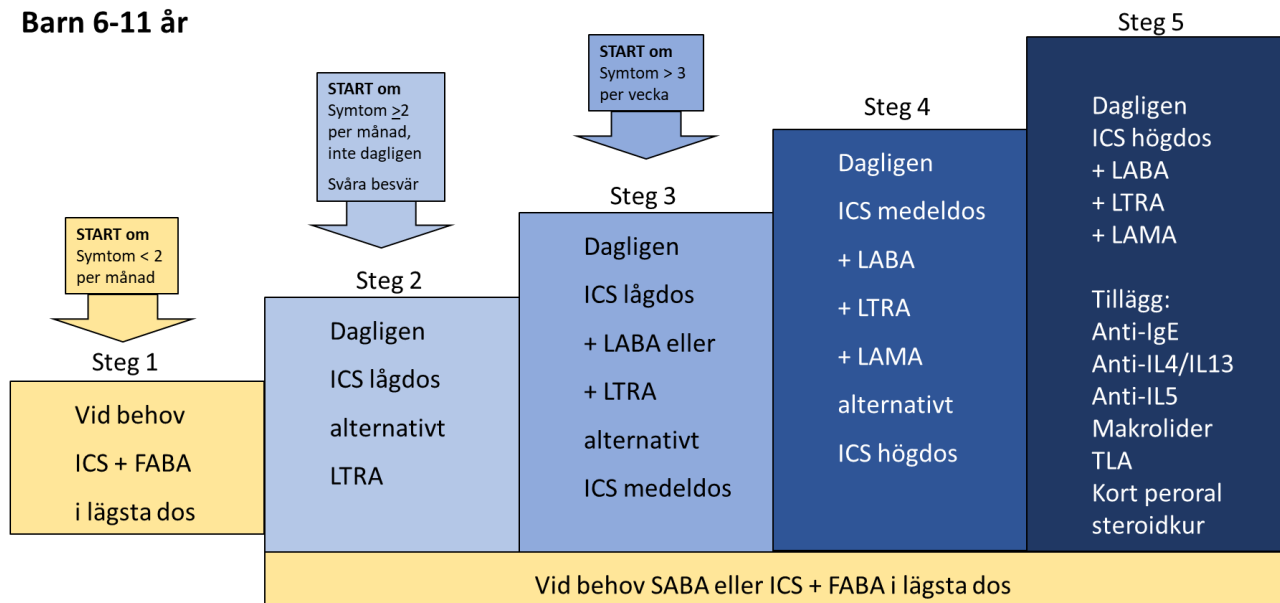 Barn 6-11 år
START om
Symtom < 2
per månad
Steg 1
Vid behov
ICS + FABA
i lägsta dos
START om
Symtom ≥2
per månad,
inte dagligen
Svåra besvär
Steg 2
Dagligen
ICS lågdos
alternativt
LTRA
START om
Symtom > 3
per vecka
Steg 3
Dagligen
ICS lågdos
+ LABA eller
+ LTRA
alternativt
ICS medeldos
Steg 4
Dagligen
ICS medeldos
+ LABA
+ LTRA
+ LAMA
alternativt
ICS högdos
Steg 5
Dagligen
ICS högdos
+ LABA
+ LTRA
+ LAMA
Tillägg:
Anti-IgE
Anti-IL4/IL13
Anti-IL5
Makrolider
TLA
Kort peroral
steroidkur
Vid behov SABA eller ICS + FABA i lägsta dos